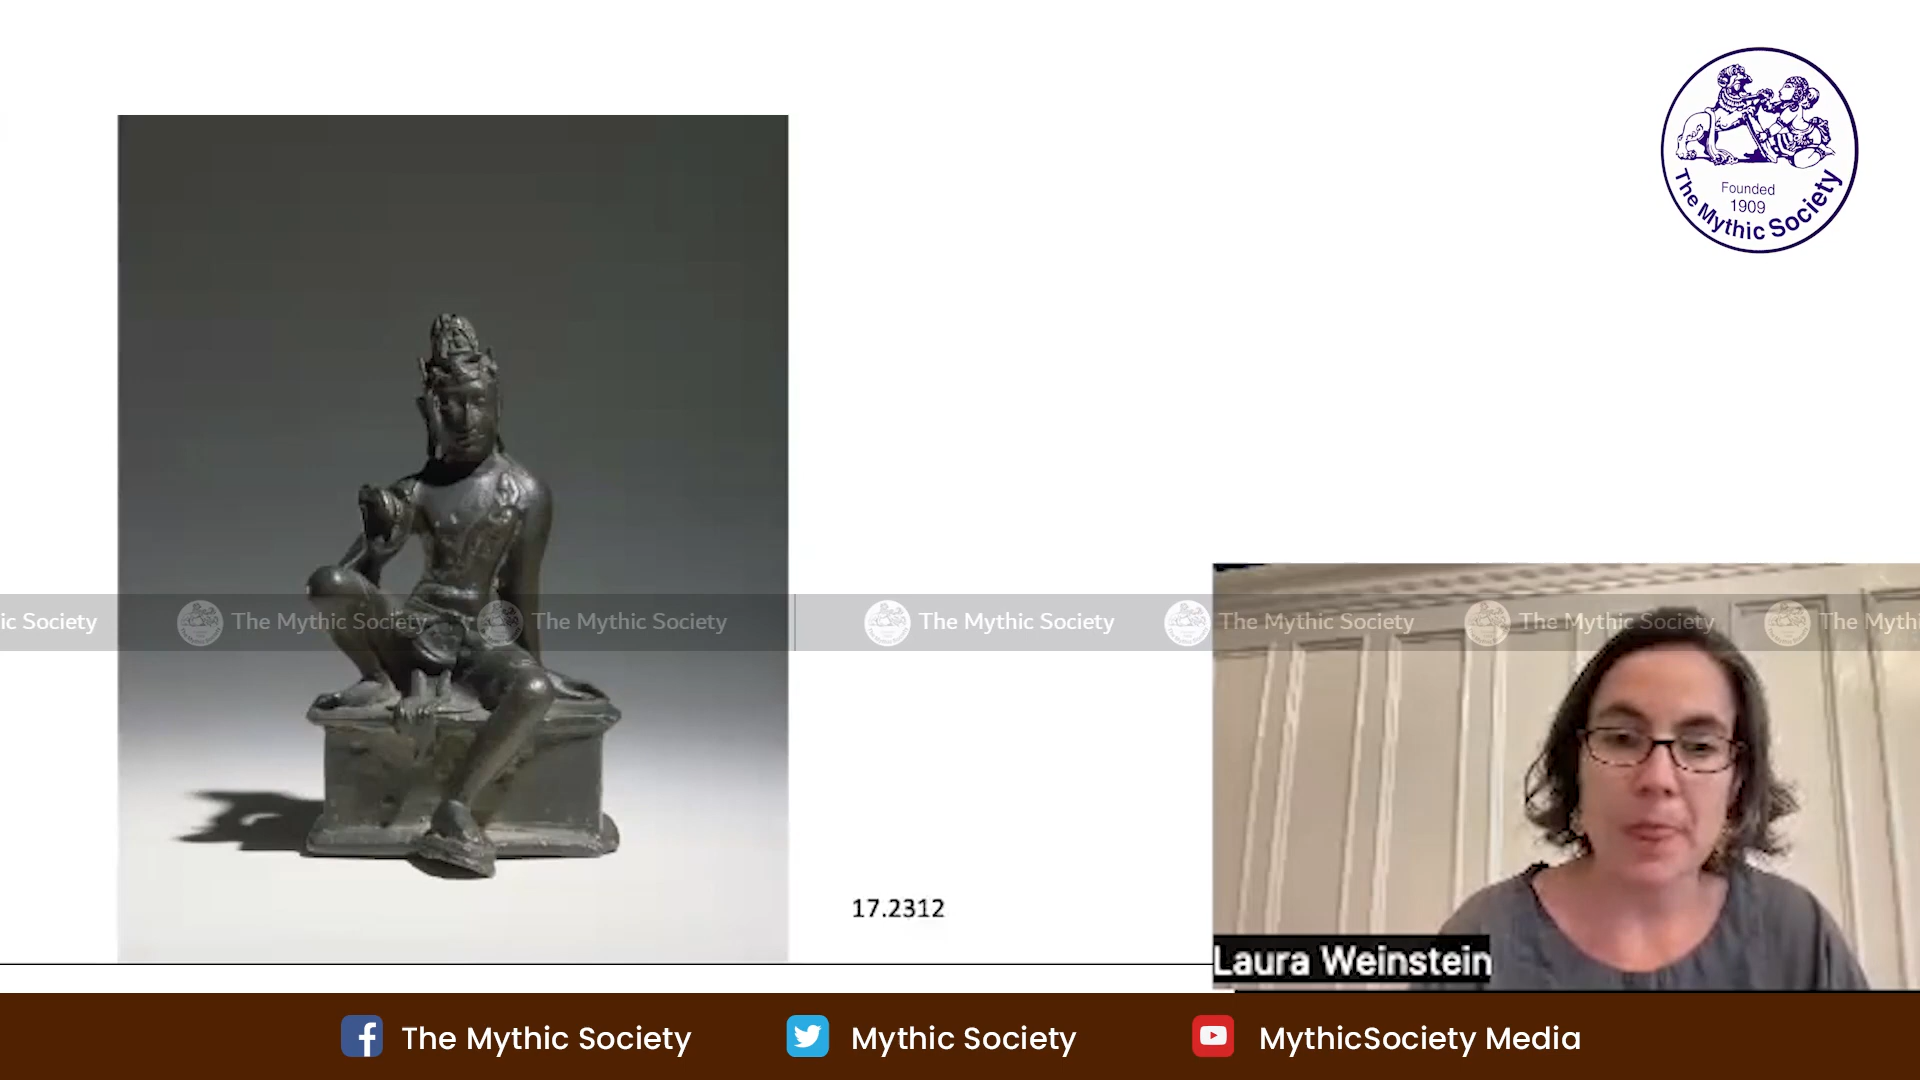 Founded
1909
The Mythic Society
ic Society
The Mythic Society
The Mythic Society
The Mythic Society
The Mythic Society
The Mythic Society
The Mythi
17.2312
Laura Weinstein
The Mythic Society
Mythic Society
MythicSociety Media